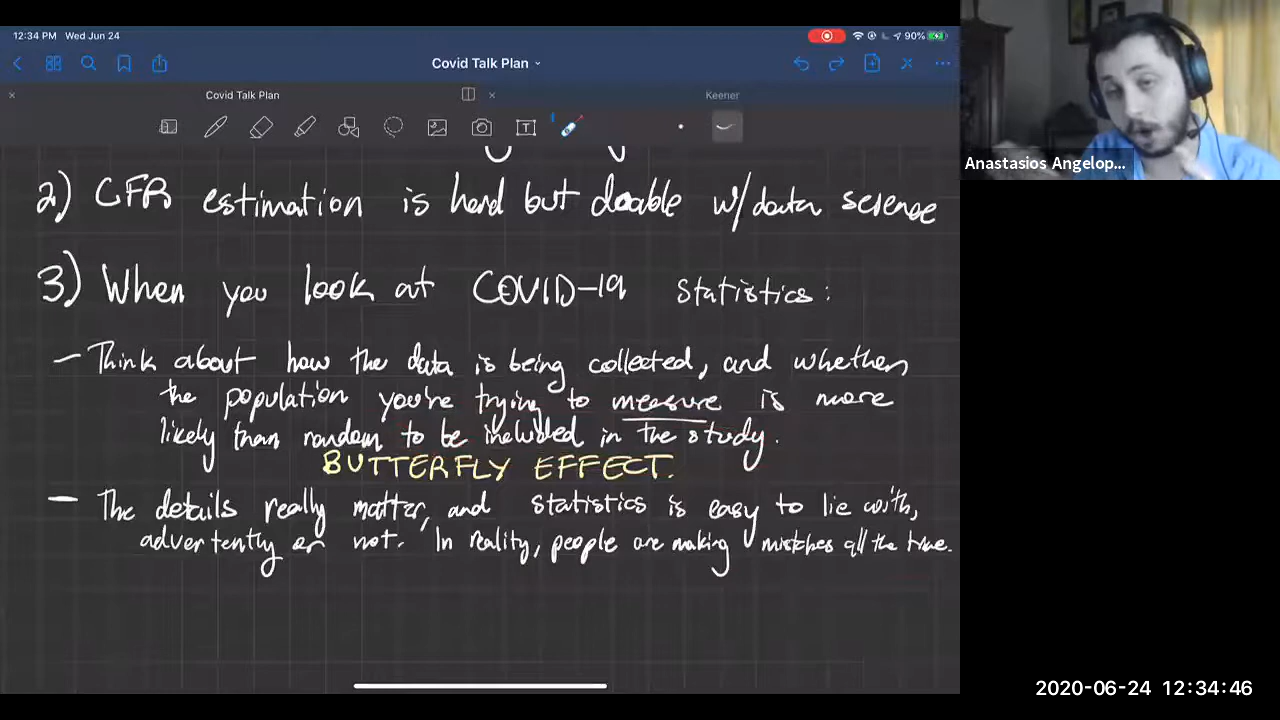 12:34 PM Wed Jun 24
90%
Covid Talk Plan
Covid Talk Plan
Keener
Anastasios Angelop...
2) CFR estimation is hard but doable w/data science
3) When you look at COVID-19 statistics:
— Think about how the data is being collected, and whether
the population you're trying to measure is more
likely than random to be included in the study.
BUTTERFLY EFFECT.
— The details really matter, and statistics is easy to lie with,
advertently or not. In reality, people are making mistakes all the time.
2020-06-24 12:34:46